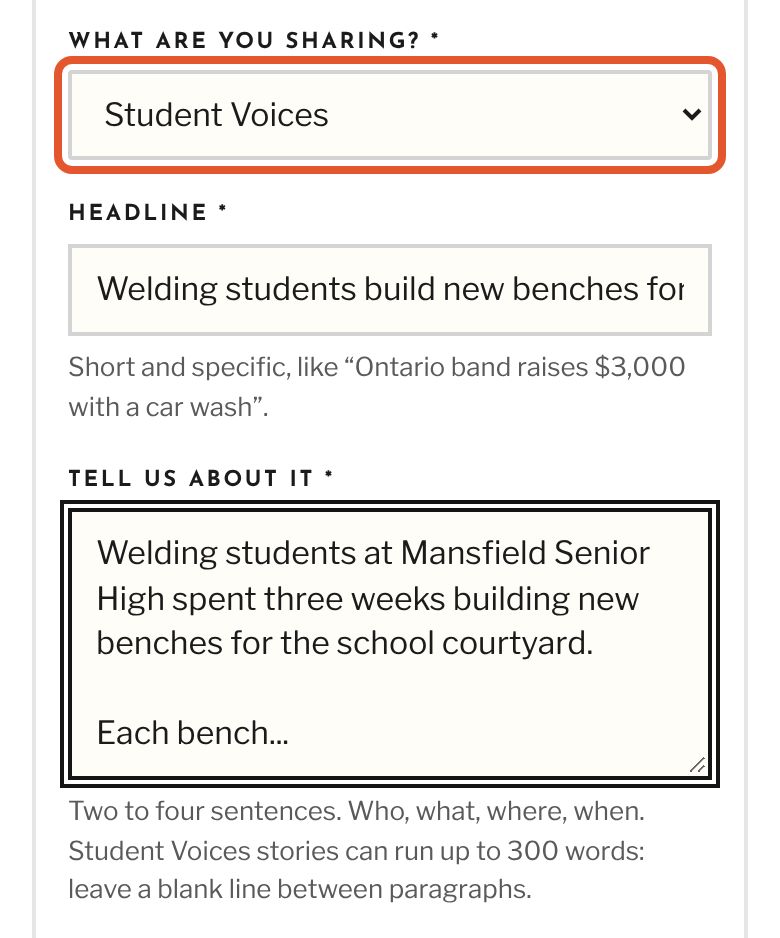 WHAT ARE YOU SHARING? *
Student Voices
HEADLINE *
Welding students build new benches for
Short and specific, like “Ontario band raises $3,000
with a car wash”.
TELL US ABOUT IT *
Welding students at Mansfield Senior
High spent three weeks building new
benches for the school courtyard.
Each bench...
Two to four sentences. Who, what, where, when.
Student Voices stories can run up to 300 words:
leave a blank line between paragraphs.